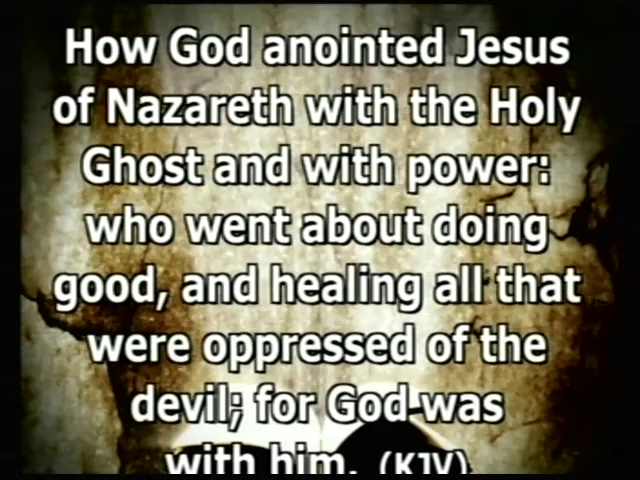 How God anointed Jesus
of Nazareth with the Holy
Ghost and with power:
who went about doing
good, and healing all that
were oppressed of the
devil; for God was
with him. (KJV)